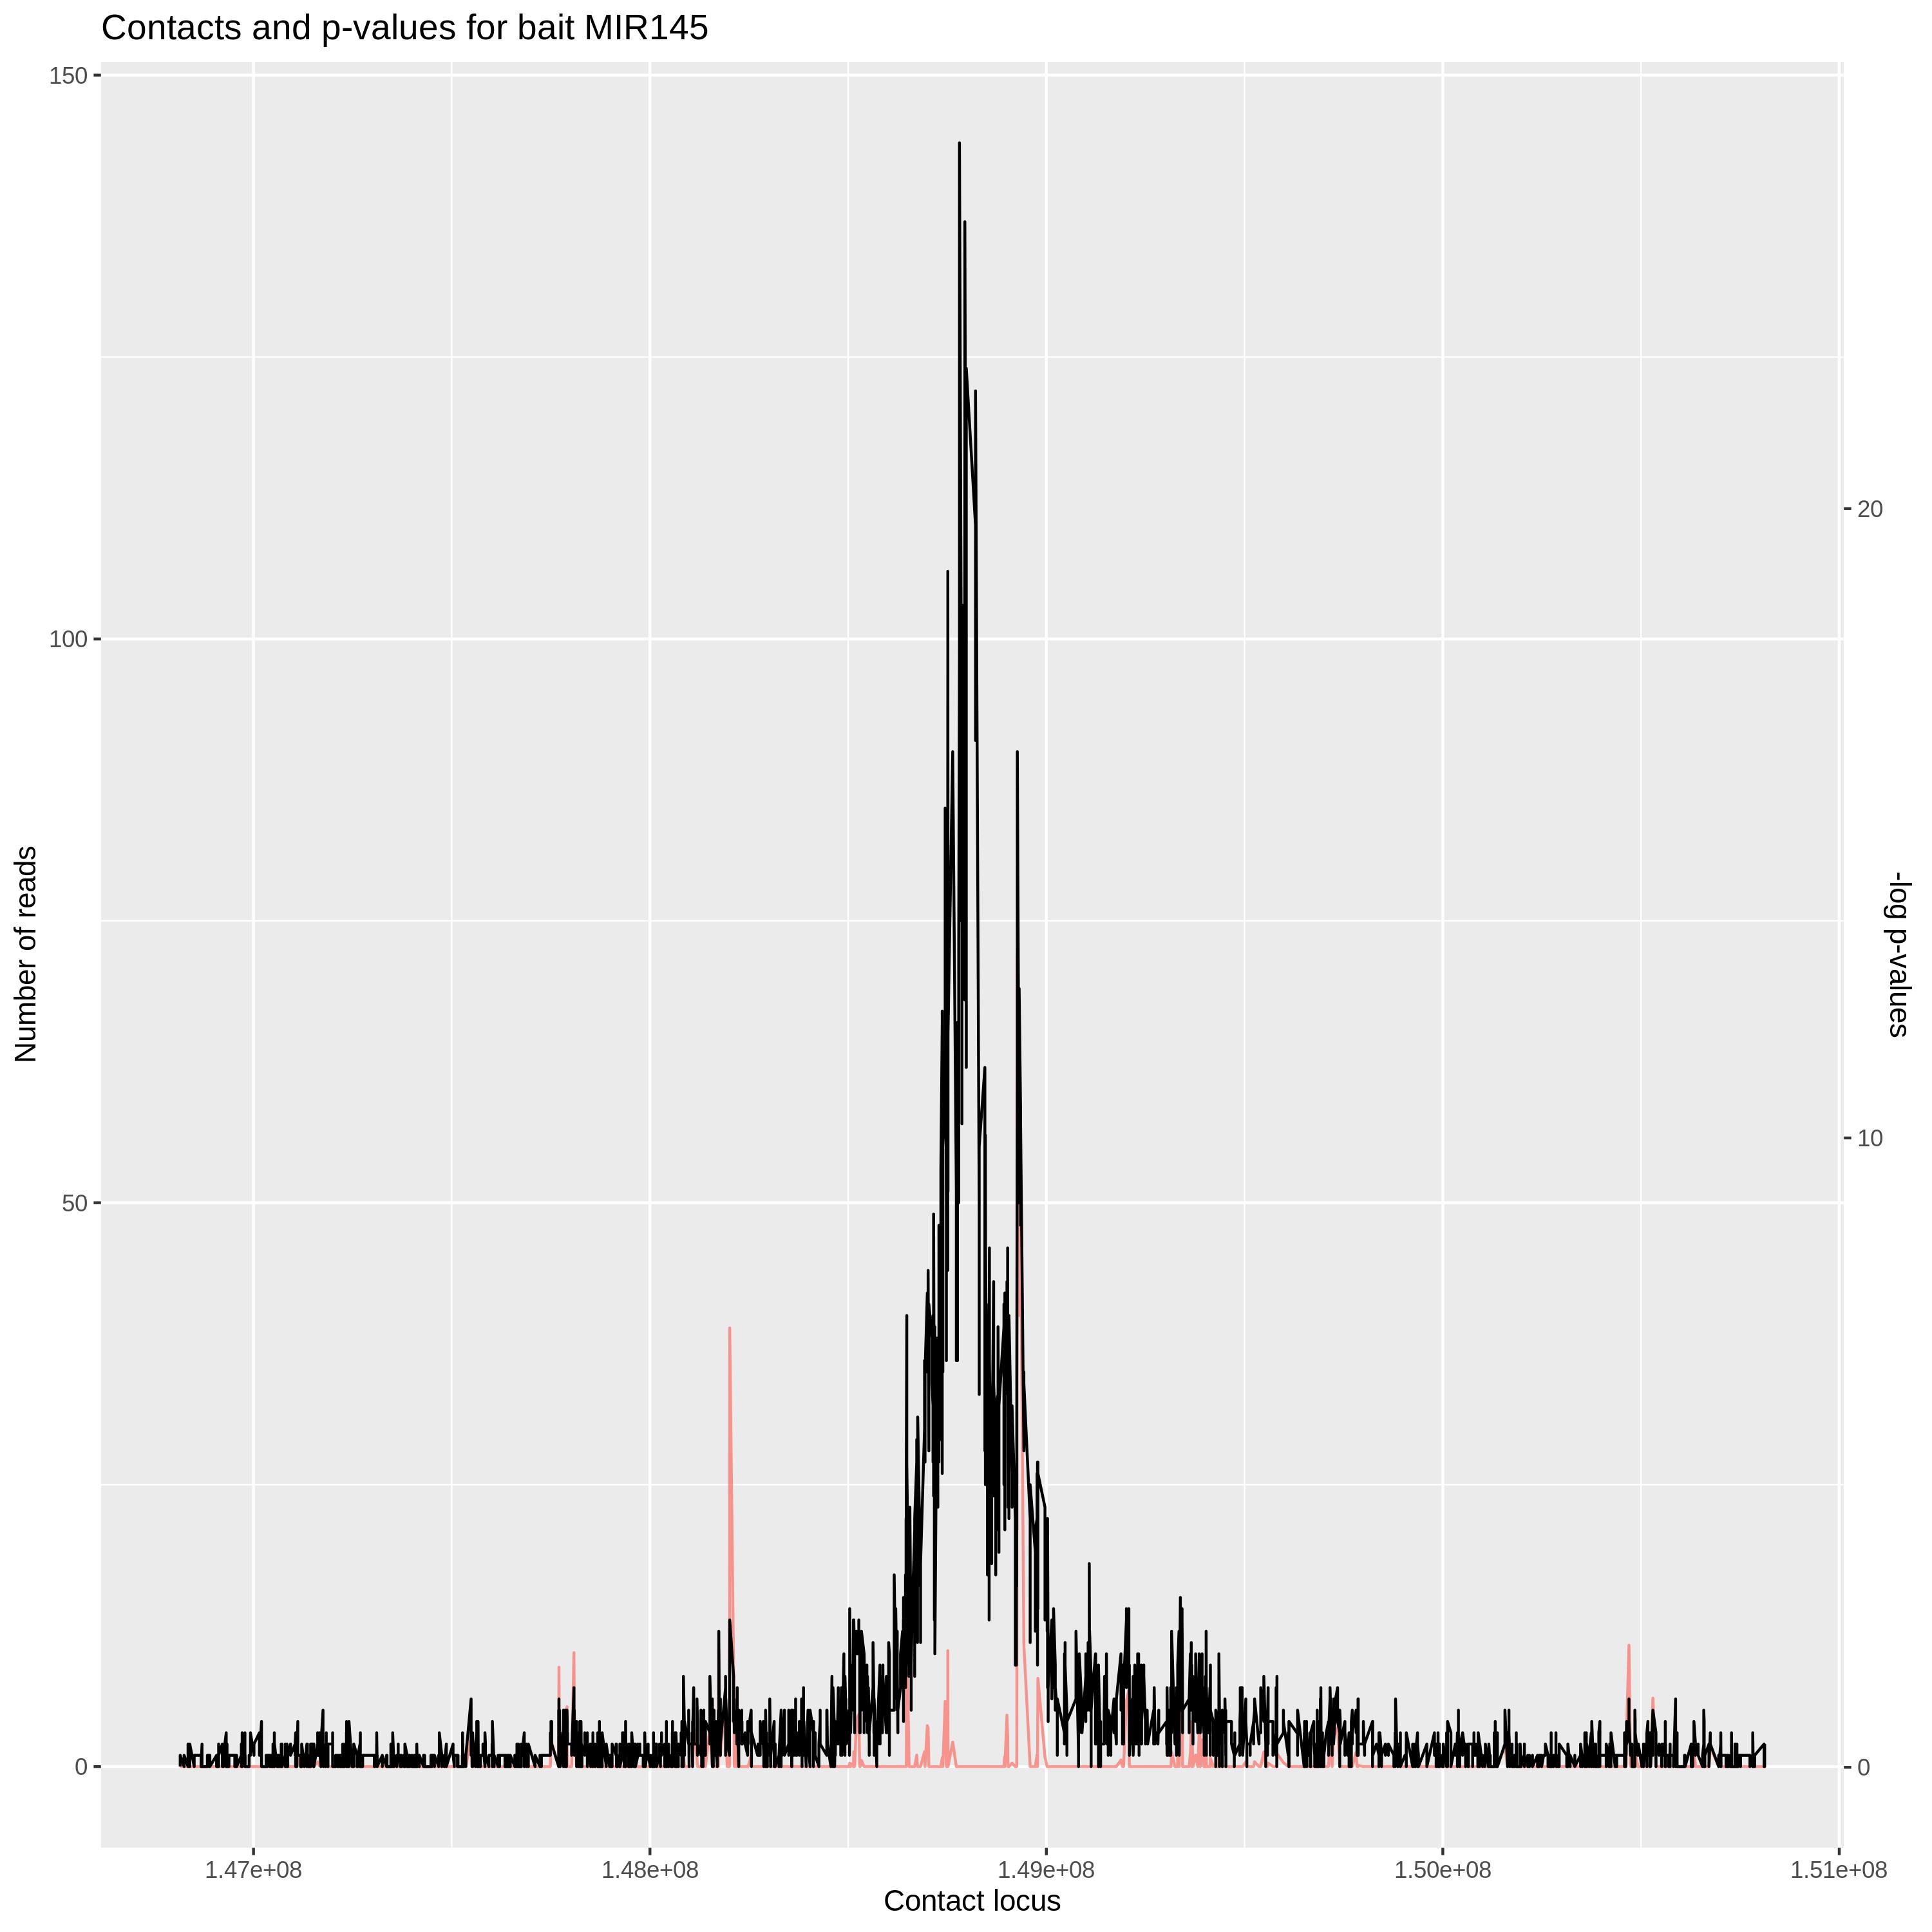 Contacts and p-values for bait MIR145
150
100
50
0
Number of reads
20
10
0
-log p-values
1.47e+08
1.48e+08
1.49e+08
1.50e+08
1.51e+08
Contact locus